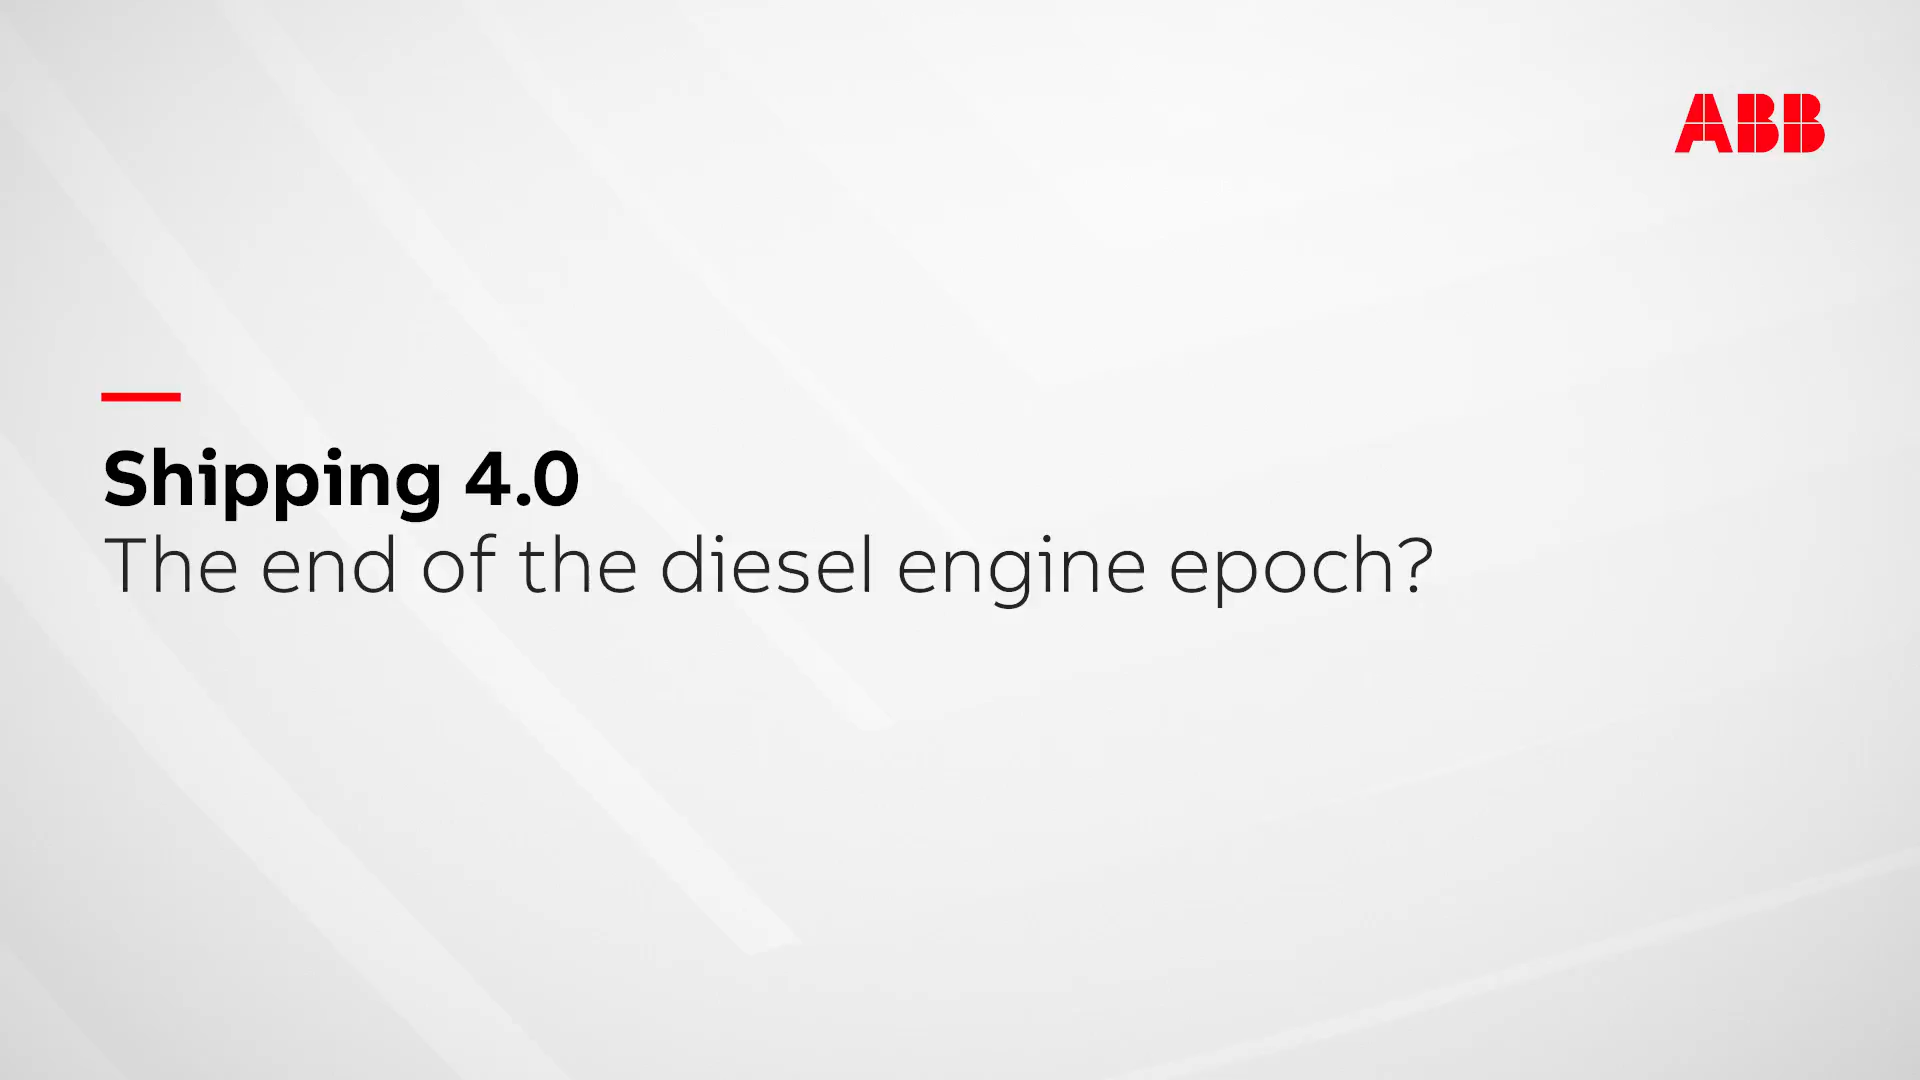 ABB
Shipping 4.0
The end of the diesel engine epoch?